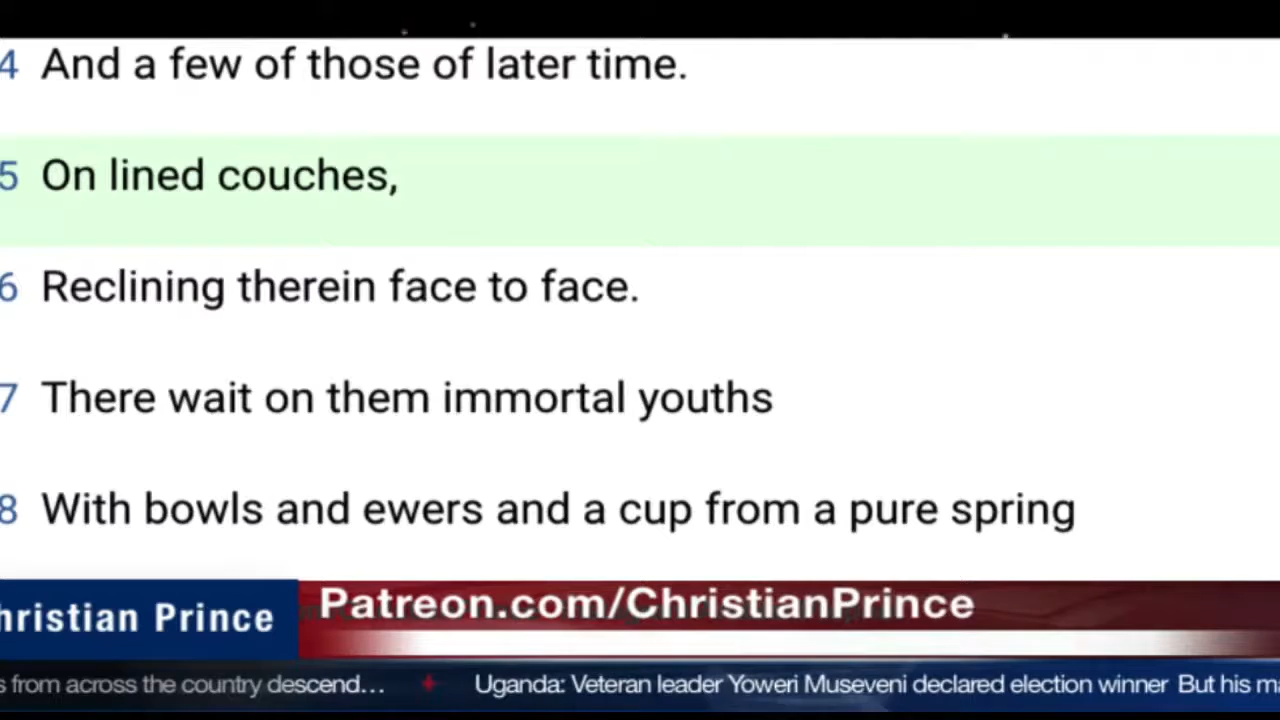 4 And a few of those of later time.
5 On lined couches,
6 Reclining therein face to face.
7 There wait on them immortal youths
8 With bowls and ewers and a cup from a pure spring
hristian Prince
Patreon.com/ChristianPrince
s from across the country descend... Uganda: Veteran leader Yoweri Museveni declared election winner But his ma